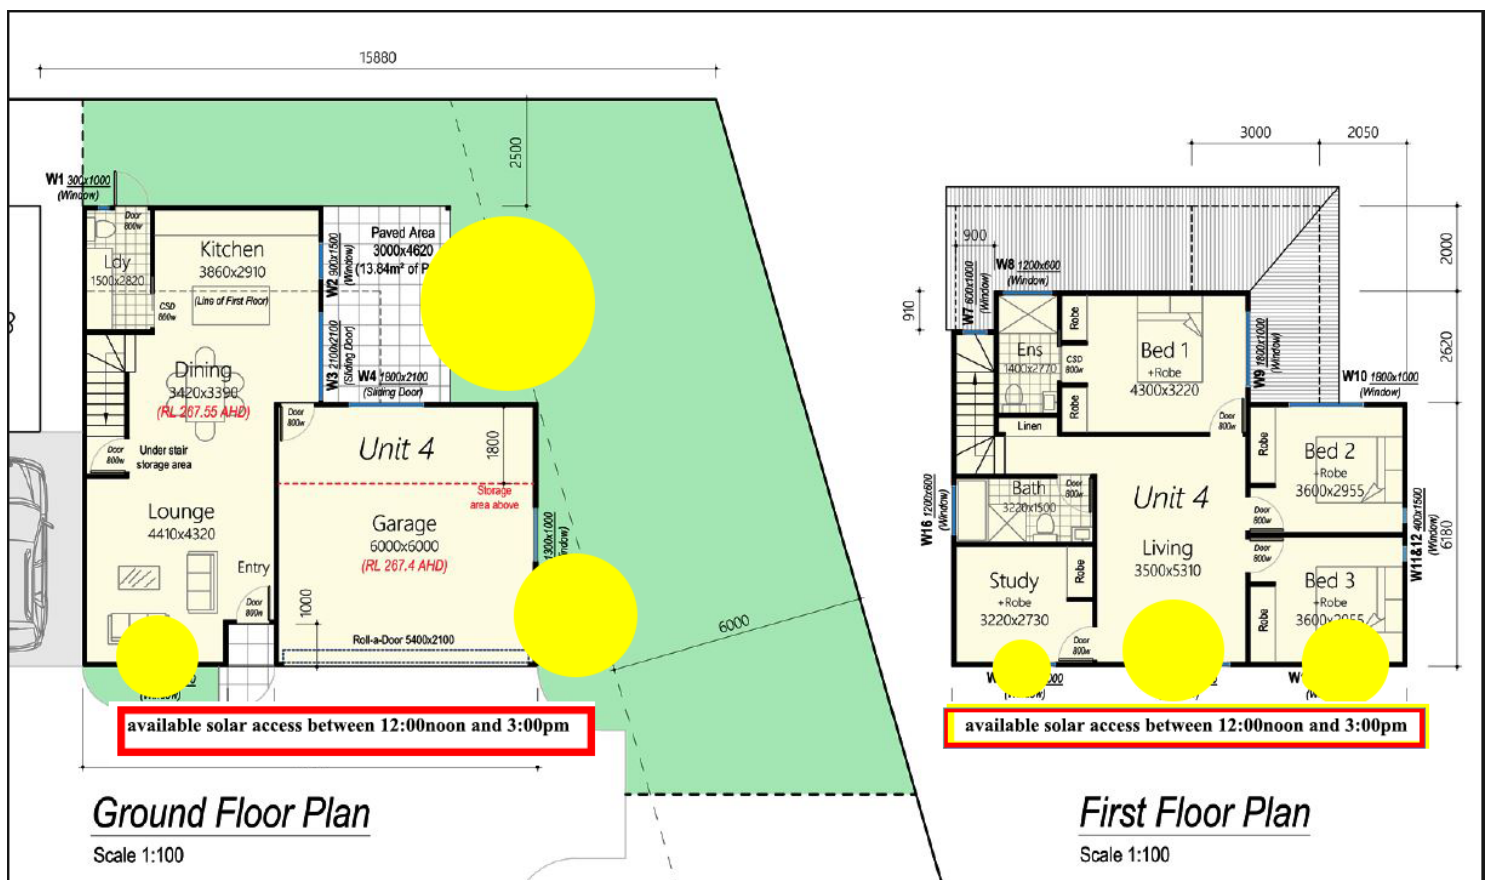 15880
2500
W1 300x1000
(Window)
Door
800w
Ldy
1500x2820
Kitchen
3860x2910
(Line of First Floor)
CSD
800w
W2 900x1500
(Window)
Paved Area
3000x4620
(13.84m² of P
W3 2100x2100
(Sliding Door)
W4 1800x2100
(Sliding Door)
Dining
3420x3390
(RL 267.55 AHD)
Door
800w
Under stair
storage area
Door
800w
Unit 4
1800
Storage
area above
Lounge
4410x4320
Garage
6000x6000
(RL 267.4 AHD)
1300x1000
Entry
Door
800w
1000
Roll-a-Door 5400x2100
6000
available solar access between 12:00noon and 3:00pm
Ground Floor Plan
Scale 1:100
3000
2050
900
2000
W8 1200x600
(Window)
W7 600x1000
(Window)
910
2620
Ens
1400x2770
Robe
CSD
800w
Robe
Bed 1
+Robe
4300x3220
W9 1800x1000
(Window)
W10 1800x1000
(Window)
Door
800w
Linen
Robe
Bed 2
+Robe
3600x2955
W16 1200x600
(Window)
Bath
3220x1500
Door
800w
Unit 4
Door
800w
W11&12 400x1500
(Window)
6180
Living
3500x5310
Door
800w
Study
+Robe
3220x2730
Robe
Bed 3
+Robe
3600x2955
Robe
Door
800w
available solar access between 12:00noon and 3:00pm
First Floor Plan
Scale 1:100